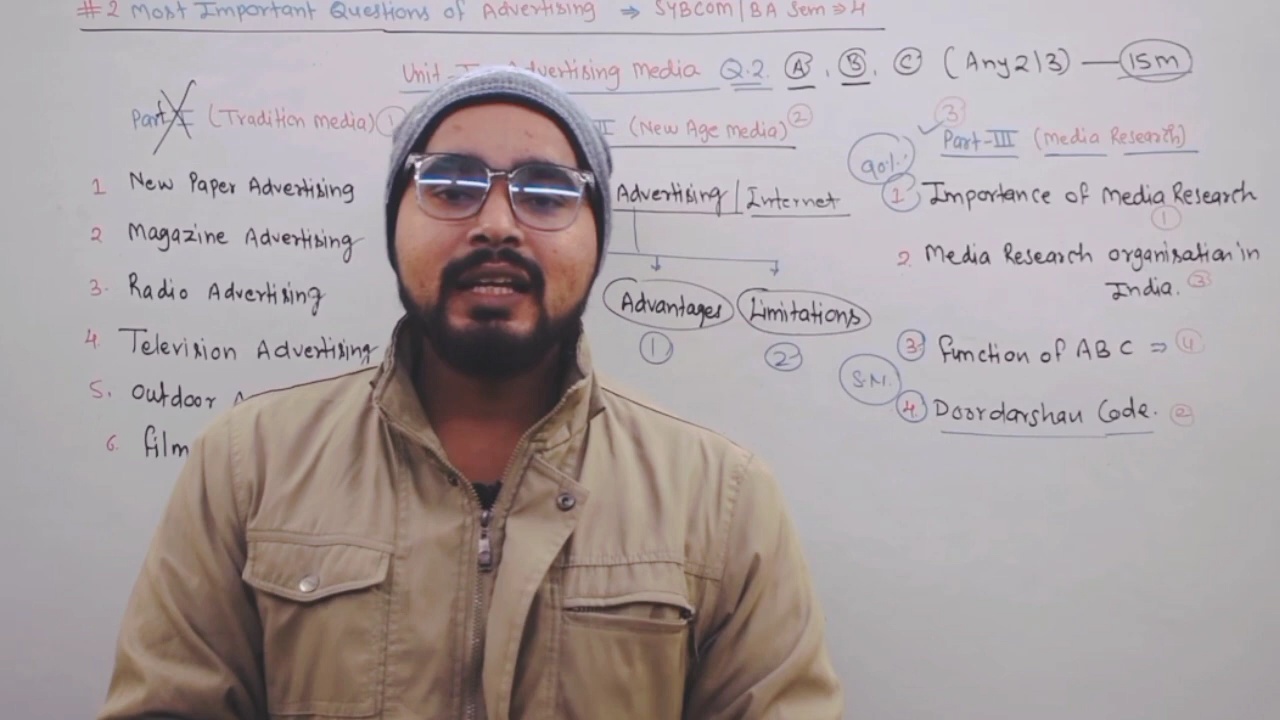 #2 Most Important Questions of Advertising ⇒ SYBCom/BA Sem ⇒ 4
Unit - Advertising Media Q.2. A, B, C (Any 2/3) — 15m
Part I (Tradition media) 1
1 New Paper Advertising
2 Magazine Advertising
3. Radio Advertising
4. Television Advertising
5. outdoor
6. film
II (New Age media) 2
Advertising / Internet
Advantages Limitations
1 2
3
Part-III (Media Research)
90%
1. Importance of Media Research
1
2. Media Research organisation in
India. 3
3. function of ABC ⇒ 4
S.N.
4. Doordarshan Code. 2